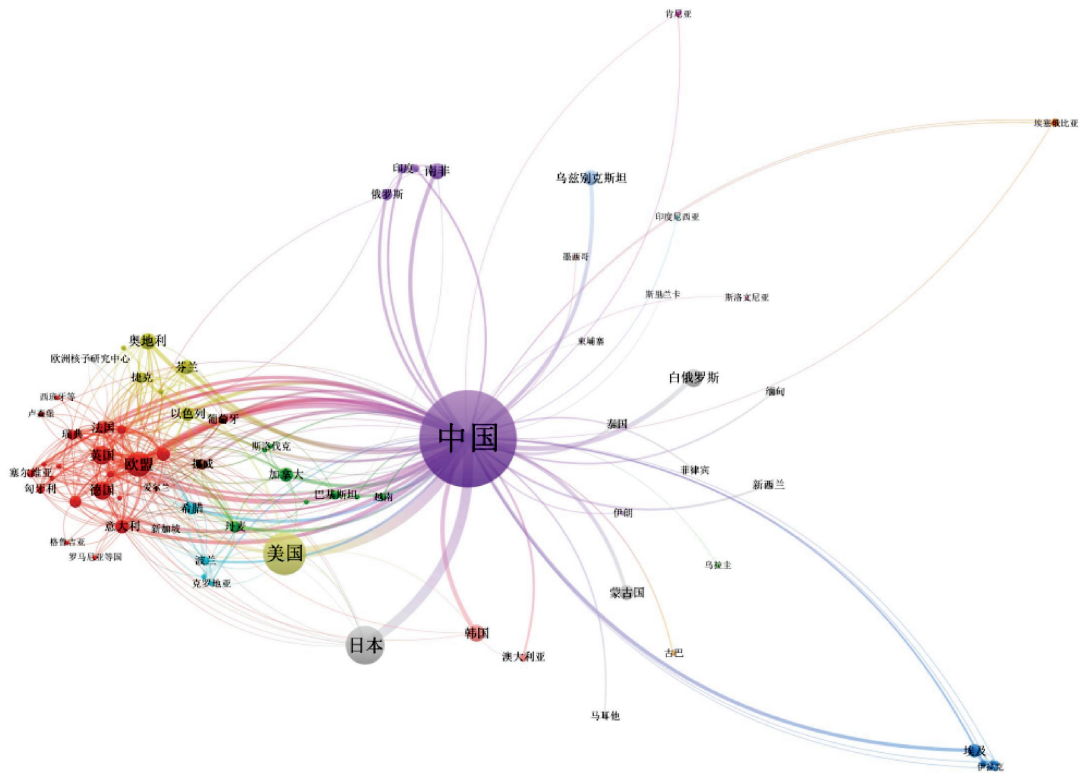 肯尼亚
埃塞俄比亚
印度
南非
俄罗斯
乌兹别克斯坦
印度尼西亚
墨西哥
斯里兰卡
斯洛文尼亚
柬埔寨
奥地利
欧洲核子研究中心
芬兰
捷克
白俄罗斯
缅甸
西班牙等
卢森堡
以色列
葡萄牙
法国
瑞典
泰国
中国
斯洛伐克
英国
欧盟
挪威
塞尔维亚
加拿大
菲律宾
匈牙利
德国
爱尔兰
巴基斯坦
越南
新西兰
希腊
伊朗
意大利
新加坡
丹麦
格鲁吉亚
罗马尼亚等国
波兰
美国
克罗地亚
乌拉圭
蒙古国
日本
韩国
澳大利亚
古巴
马耳他
埃及